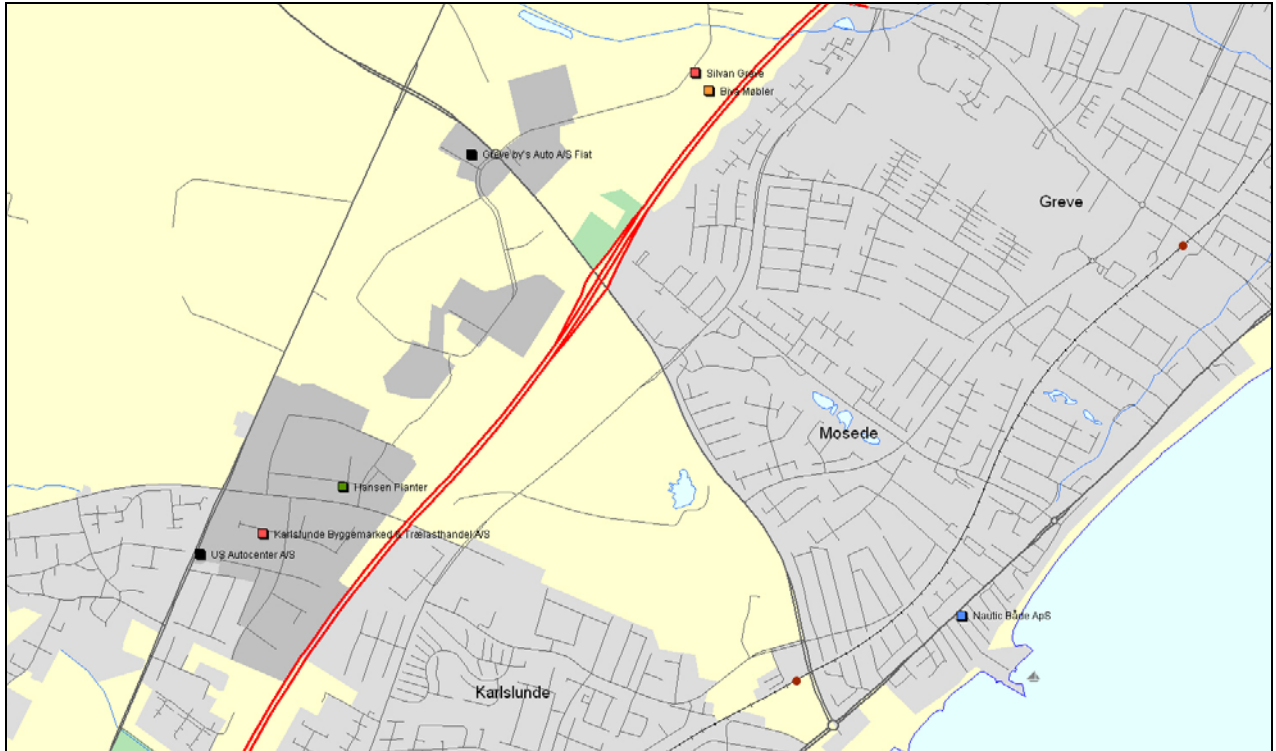 Silvan Greve
Biva Møbler
Greve by's Auto A/S Fiat
Greve
Mosede
Hansen Planter
Karlslunde Byggemarked & Trælasthandel A/S
US Autocenter A/S
Nautic Både ApS
Karlslunde